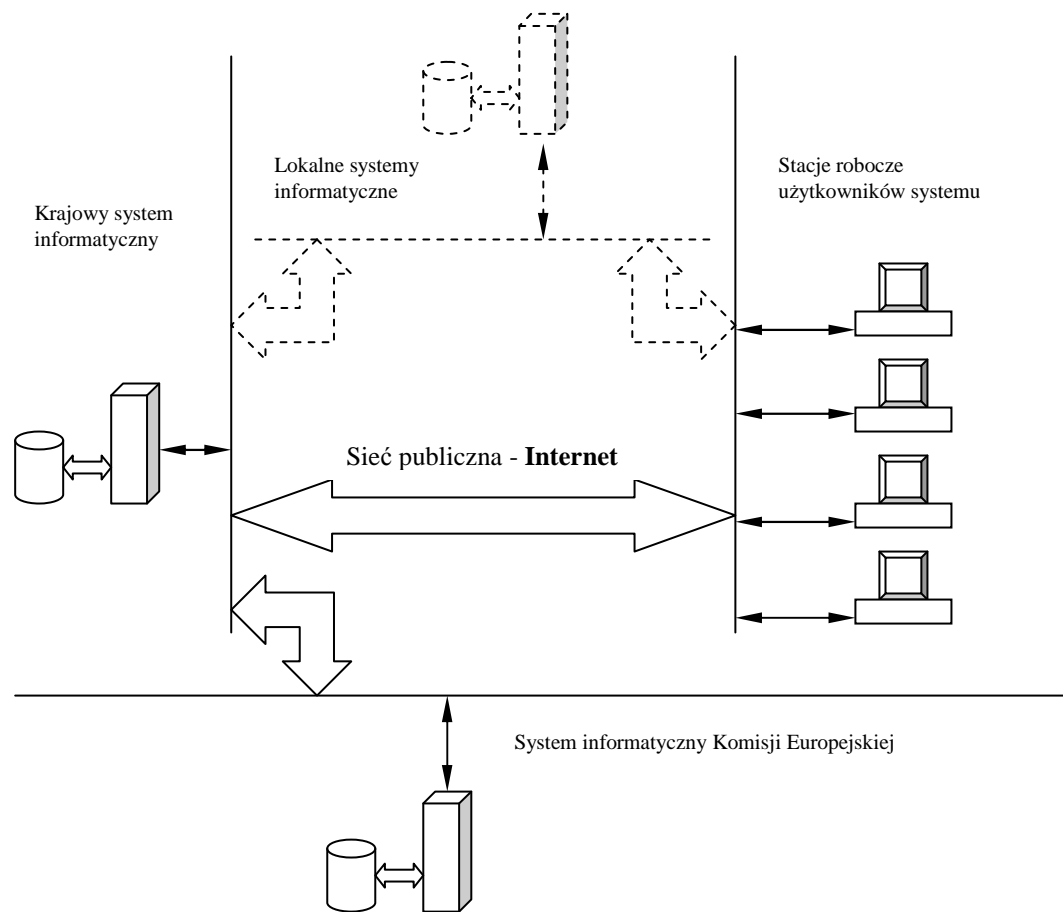 Lokalne systemy
informatyczne
Stacje robocze
użytkowników systemu
Krajowy system
informatyczny
Sieć publiczna - Internet
System informatyczny Komisji Europejskiej